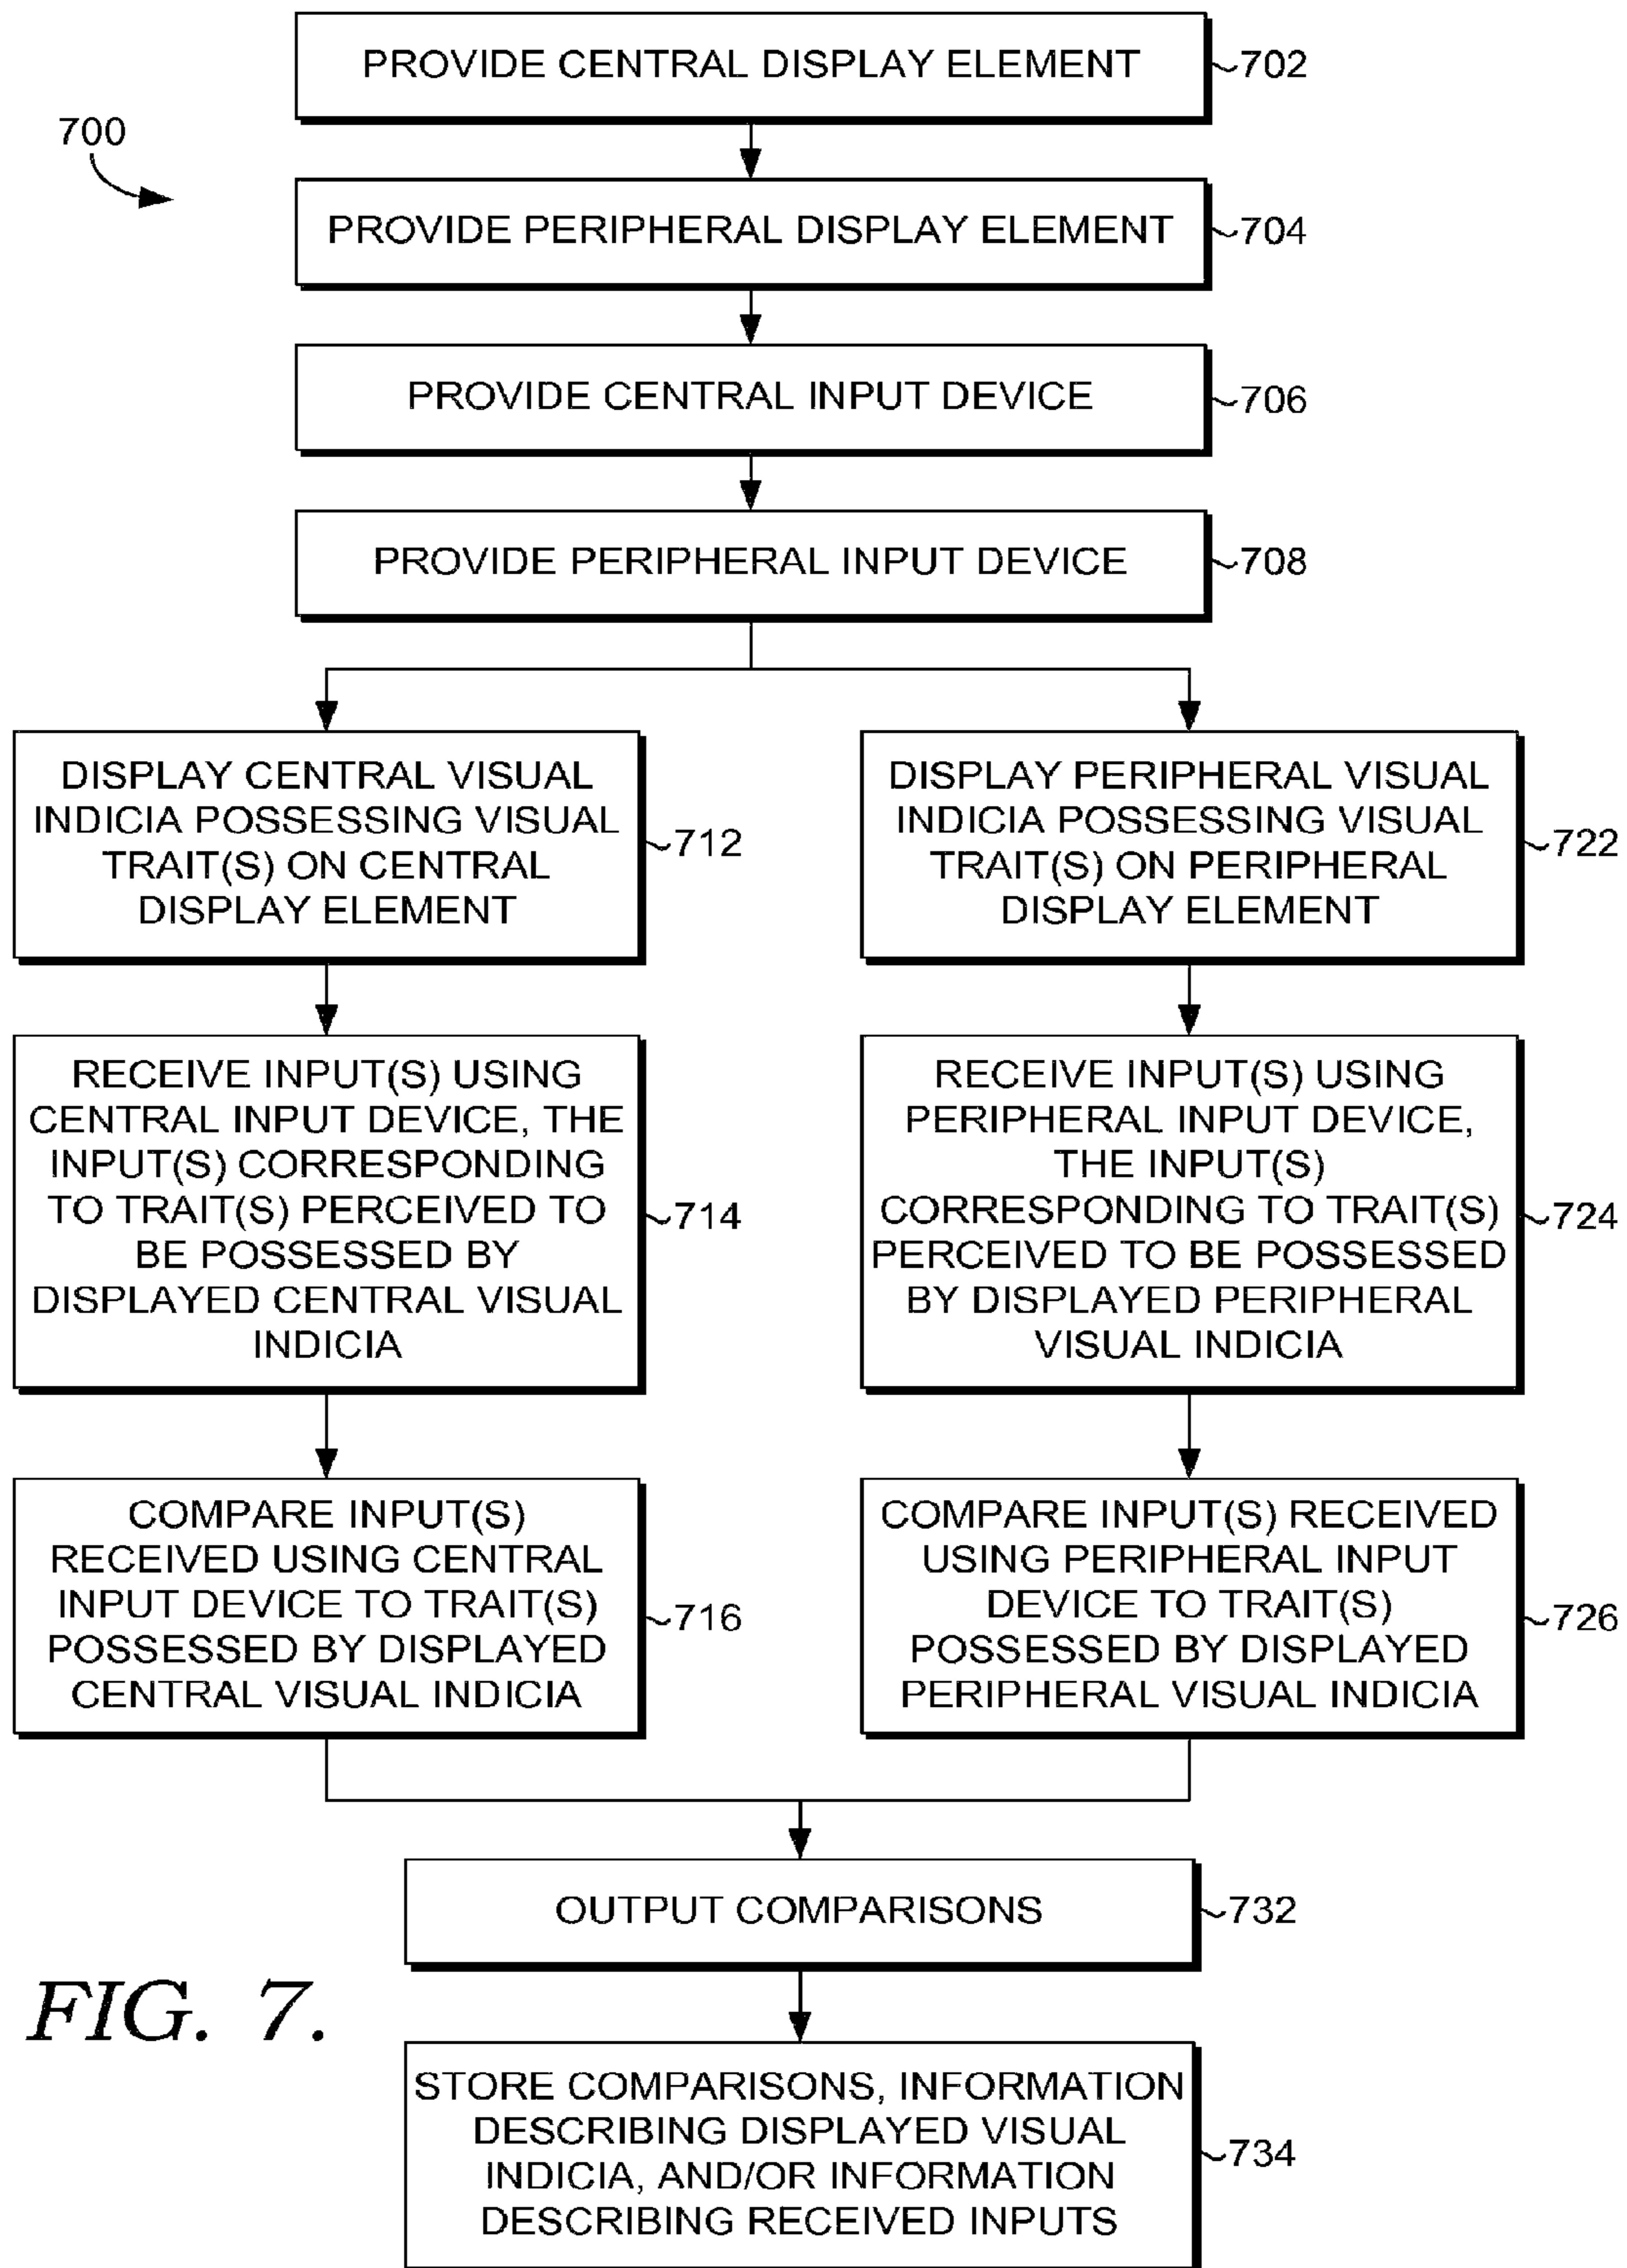 PROVIDE CENTRAL DISPLAY ELEMENT
702
700
PROVIDE PERIPHERAL DISPLAY ELEMENT
704
PROVIDE CENTRAL INPUT DEVICE
706
PROVIDE PERIPHERAL INPUT DEVICE
708
DISPLAY CENTRAL VISUAL
INDICIA POSSESSING VISUAL
TRAIT(S) ON CENTRAL
DISPLAY ELEMENT
712
DISPLAY PERIPHERAL VISUAL
INDICIA POSSESSING VISUAL
TRAIT(S) ON PERIPHERAL
DISPLAY ELEMENT
722
RECEIVE INPUT(S) USING
CENTRAL INPUT DEVICE, THE
INPUT(S) CORRESPONDING
TO TRAIT(S) PERCEIVED TO
BE POSSESSED BY
DISPLAYED CENTRAL VISUAL
INDICIA
714
RECEIVE INPUT(S) USING
PERIPHERAL INPUT DEVICE,
THE INPUT(S)
CORRESPONDING TO TRAIT(S)
PERCEIVED TO BE POSSESSED
BY DISPLAYED PERIPHERAL
VISUAL INDICIA
724
COMPARE INPUT(S)
RECEIVED USING CENTRAL
INPUT DEVICE TO TRAIT(S)
POSSESSED BY DISPLAYED
CENTRAL VISUAL INDICIA
716
COMPARE INPUT(S) RECEIVED
USING PERIPHERAL INPUT
DEVICE TO TRAIT(S)
POSSESSED BY DISPLAYED
PERIPHERAL VISUAL INDICIA
726
OUTPUT COMPARISONS
732
FIG. 7.
STORE COMPARISONS, INFORMATION
DESCRIBING DISPLAYED VISUAL
INDICIA, AND/OR INFORMATION
DESCRIBING RECEIVED INPUTS
734